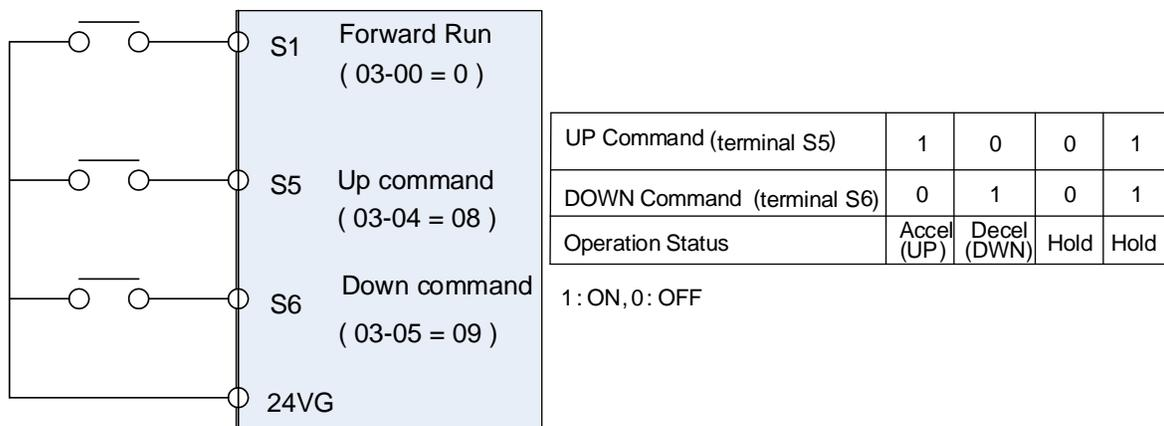 S1 Forward Run
( 03-00 = 0 )
S5 Up command
( 03-04 = 08 )
S6 Down command
( 03-05 = 09 )
24VG
UP Command (terminal S5) 1 0 0 1
DOWN Command (terminal S6) 0 1 0 1
Operation Status Accel (UP) Decel (DWN) Hold Hold
1 : ON, 0 : OFF